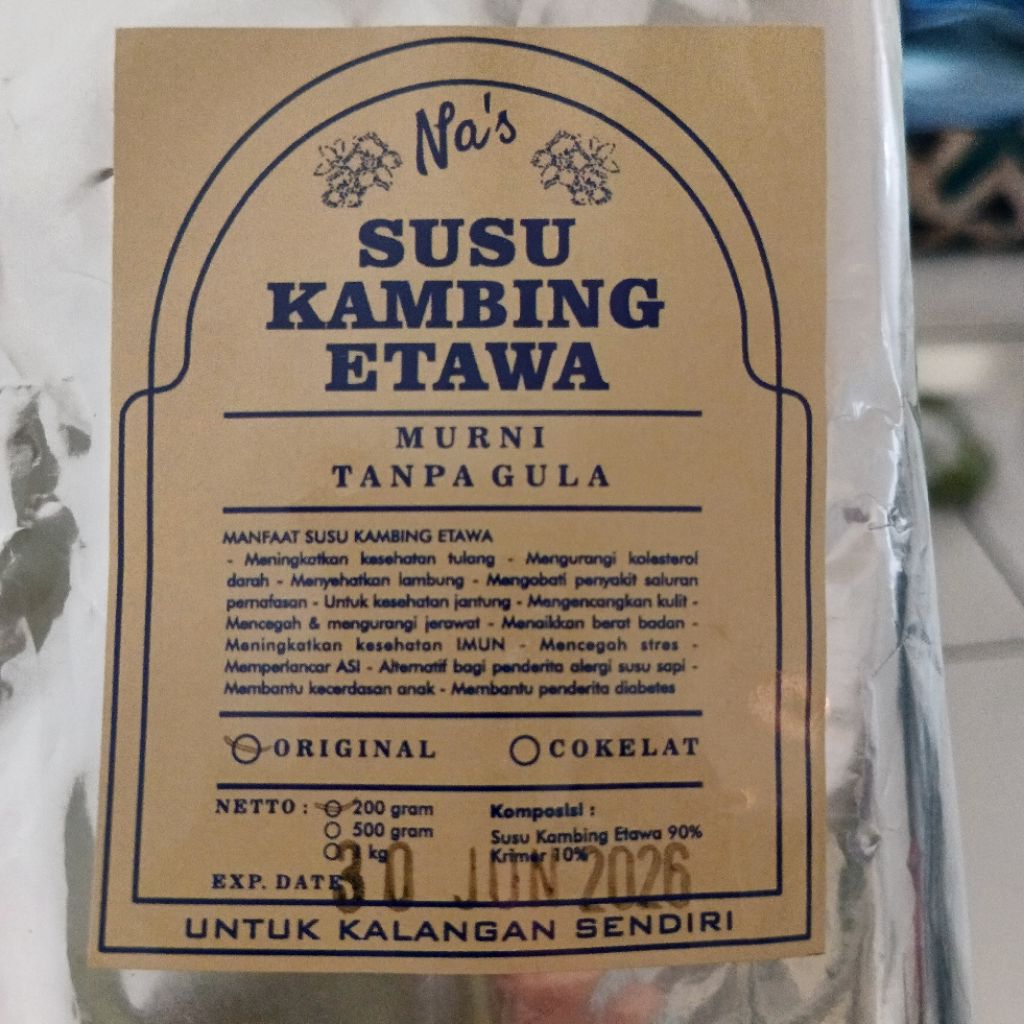 Na's
SUSU
KAMBING
ETAWA
MURNI
TANPA GULA
MANFAAT SUSU KAMBING ETAWA
- Meningkatkan kesehatan tulang - Mengurangi kolesterol
darah - Menyehatkan lambung - Mengobati penyakit saluran
pernafasan - Untuk kesehatan jantung - Mengencangkan kulit -
Mencegah & mengurangi jerawat - Menaikkan berat badan -
Meningkatkan kesehatan IMUN - Mencegah stres -
Memperlancar ASI - Alternatif bagi penderita alergi susu sapi -
Membantu kecerdasan anak - Membantu penderita diabetes
ORIGINAL COKELAT
NETTO : 200 gram
500 gram
1 kg
Komposisi :
Susu Kambing Etawa 90%
Krimer 10%
EXP. DATE 30 JUN 2026
UNTUK KALANGAN SENDIRI